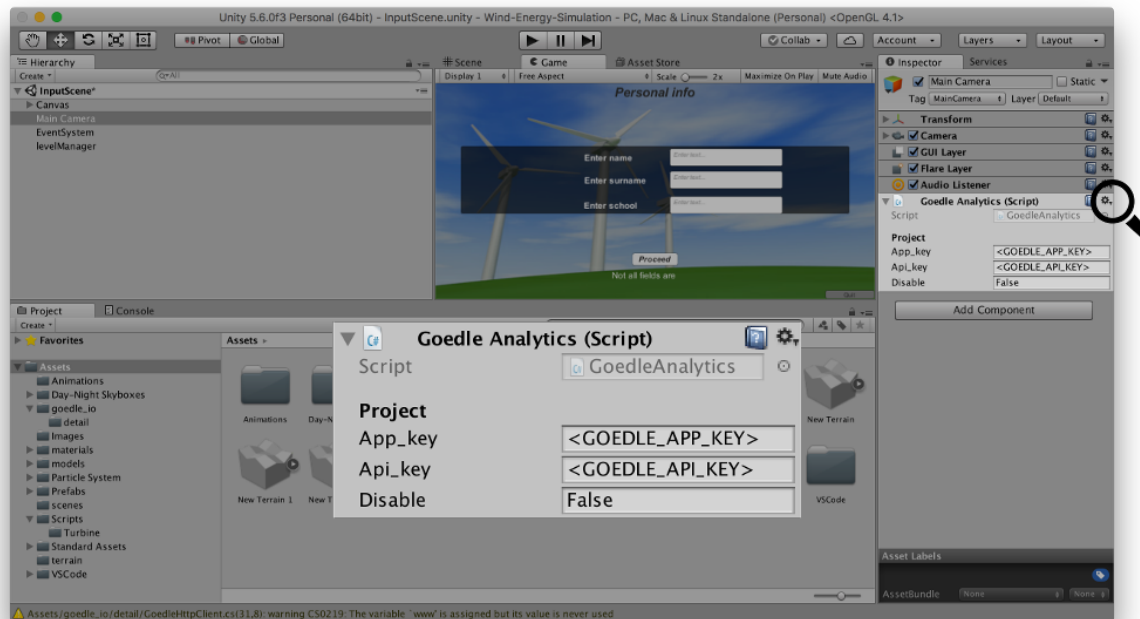 Unity 5.6.0f3 Personal (64bit) - InputScene.unity - Wind-Energy-Simulation - PC, Mac & Linux Standalone (Personal) <OpenGL 4.1>
Pivot Global Collab Account Layers Layout
Hierarchy
Create All
InputScene*
Canvas
Main Camera
EventSystem
levelManager
Scene Game Asset Store
Display 1 Free Aspect Scale 2x Maximize On Play Mute Audio
Personal info
Enter name Enter text...
Enter surname Enter text...
Enter school Enter text...
Proceed
Not all fields are
Quit
Inspector Services
Main Camera Static
Tag MainCamera Layer Default
Transform
Camera
GUI Layer
Flare Layer
Audio Listener
Goedle Analytics (Script)
Script GoedleAnalytics
Project
App_key <GOEDLE_APP_KEY>
Api_key <GOEDLE_API_KEY>
Disable False
Add Component
Project Console
Create
Favorites
Assets
Animations
Day-Night Skyboxes
goedle_io
detail
Images
materials
models
Particle System
Prefabs
scenes
Scripts
Turbine
Standard Assets
terrain
VSCode
Assets
Animations Day-N New Terrain
New Terrain 1 New T VSCode
Goedle Analytics (Script)
Script GoedleAnalytics
Project
App_key <GOEDLE_APP_KEY>
Api_key <GOEDLE_API_KEY>
Disable False
Asset Labels
AssetBundle None None
Assets/goedle_io/detail/GoedleHttpClient.cs(31,8): warning CS0219: The variable `www' is assigned but its value is never used